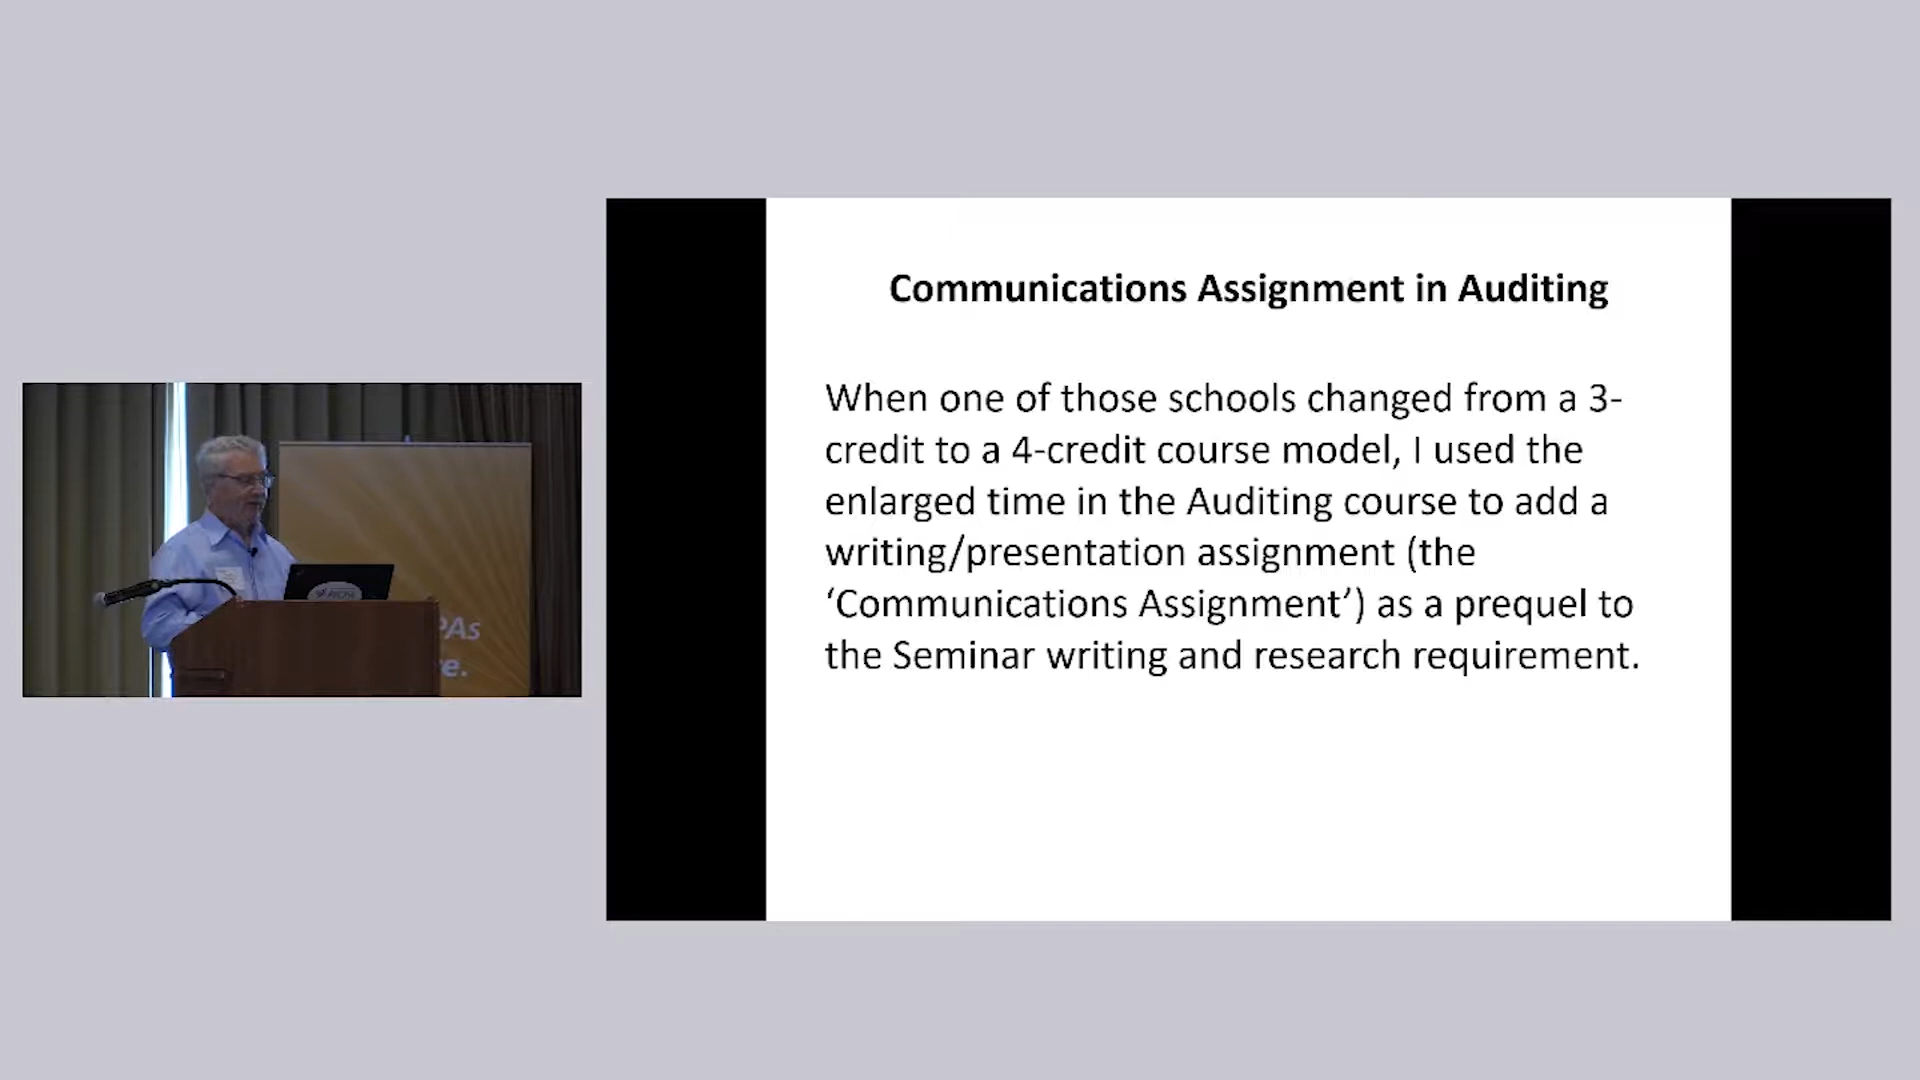 Communications Assignment in Auditing
When one of those schools changed from a 3-
credit to a 4-credit course model, I used the
enlarged time in the Auditing course to add a
writing/presentation assignment (the
‘Communications Assignment’) as a prequel to
the Seminar writing and research requirement.
PAs
e.